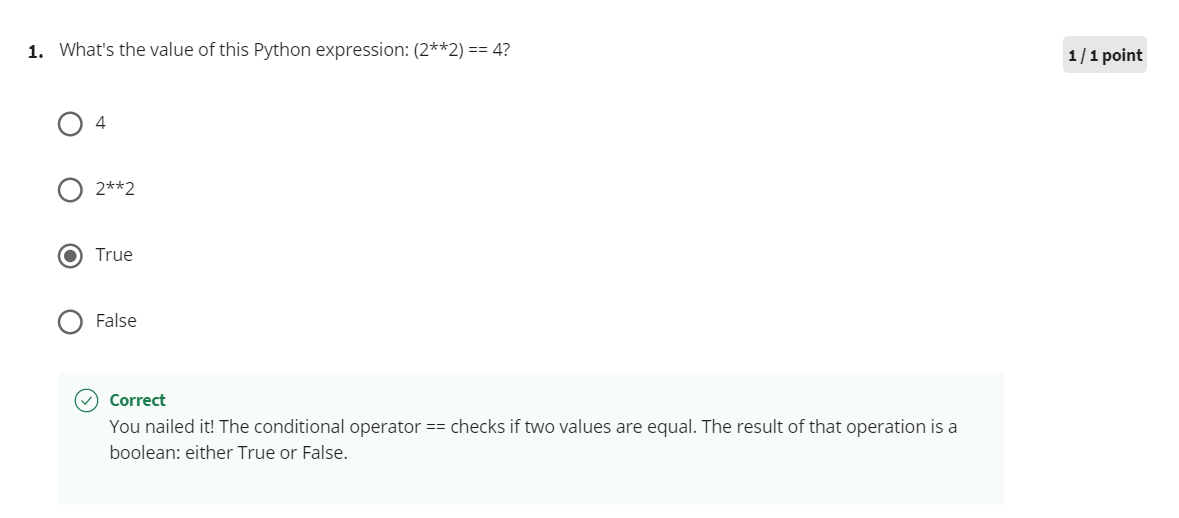 1. What's the value of this Python expression: (2**2) == 4?
1 / 1 point
4
2**2
True
False
Correct
You nailed it! The conditional operator == checks if two values are equal. The result of that operation is a
boolean: either True or False.